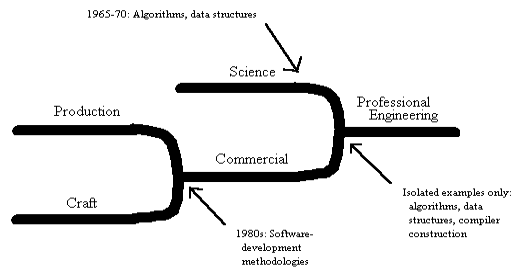 1965-70: Algorithms, data structures
Science
Production
Professional
Engineering
Commercial
Craft
Isolated examples only:
algorithms, data
structures, compiler
construction
1980s: Software-
development
methodologies